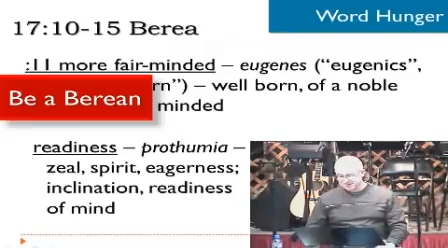 17:10-15 Berea
Word Hunger
:11 more fair-minded – eugenes ("eugenics",
rn") – well born, of a noble
Be a Berean
minded
readiness – prothumia –
zeal, spirit, eagerness;
inclination, readiness
of mind